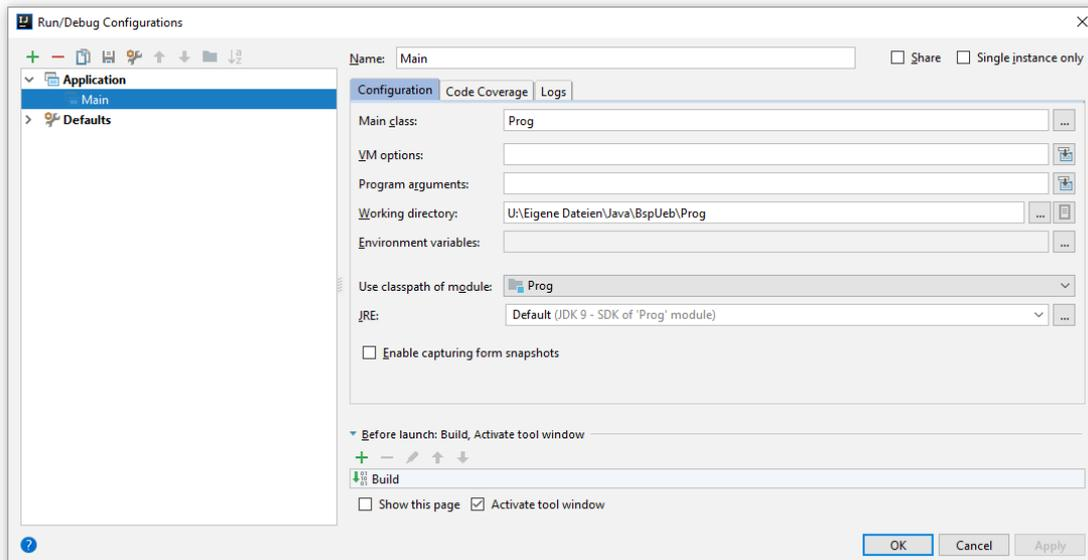 Run/Debug Configurations
Application
Main
Defaults
Name: Main
Share
Single instance only
Configuration
Code Coverage
Logs
Main class: Prog
VM options:
Program arguments:
Working directory: U:\Eigene Dateien\Java\BspUeb\Prog
Environment variables:
Use classpath of module: Prog
JRE: Default (JDK 9 - SDK of 'Prog' module)
Enable capturing form snapshots
Before launch: Build, Activate tool window
Build
Show this page
Activate tool window
OK
Cancel
Apply